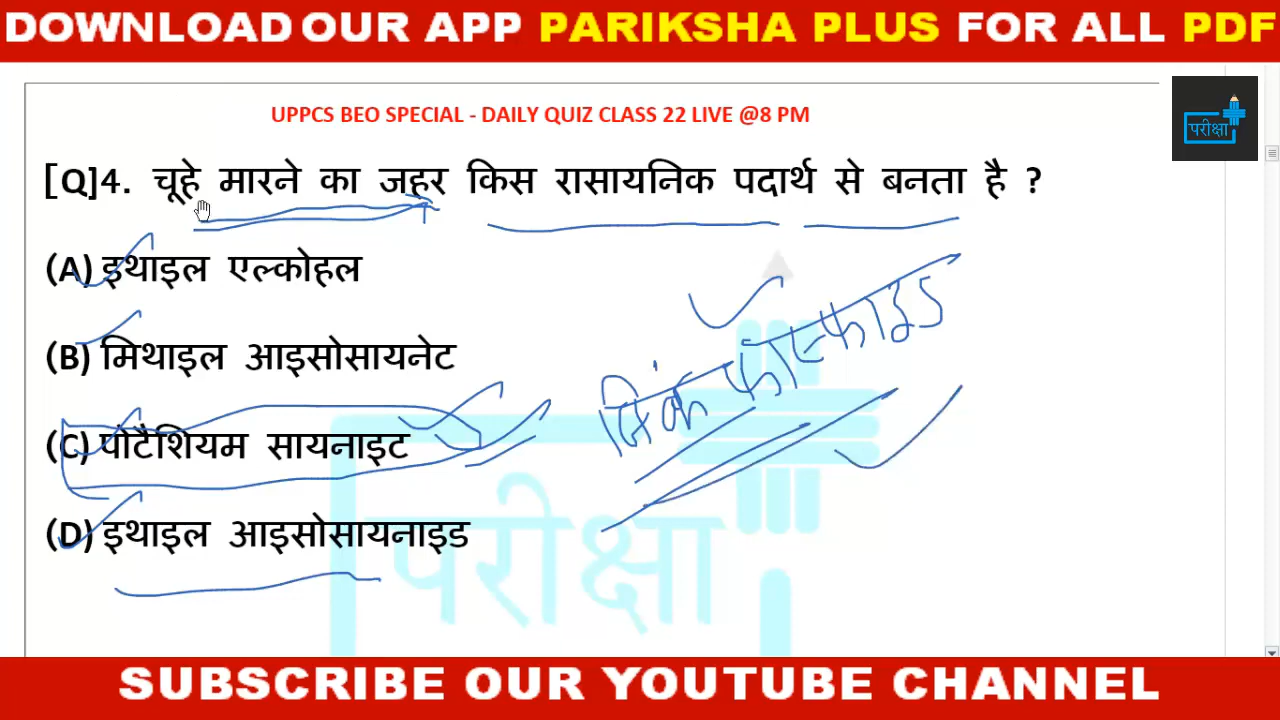 DOWNLOAD OUR APP PARIKSHA PLUS FOR ALL PDF
UPPCS BEO SPECIAL - DAILY QUIZ CLASS 22 LIVE @8 PM
परीक्षा
[Q]4. चूहे मारने का जहर किस रासायनिक पदार्थ से बनता है ?
(A) इथाइल एल्कोहल
(B) मिथाइल आइसोसायनेट
जिंक फास्फाइड
(C) पोटैशियम सायनाइट
(D) इथाइल आइसोसायनाइड
परीक्षा
SUBSCRIBE OUR YOUTUBE CHANNEL